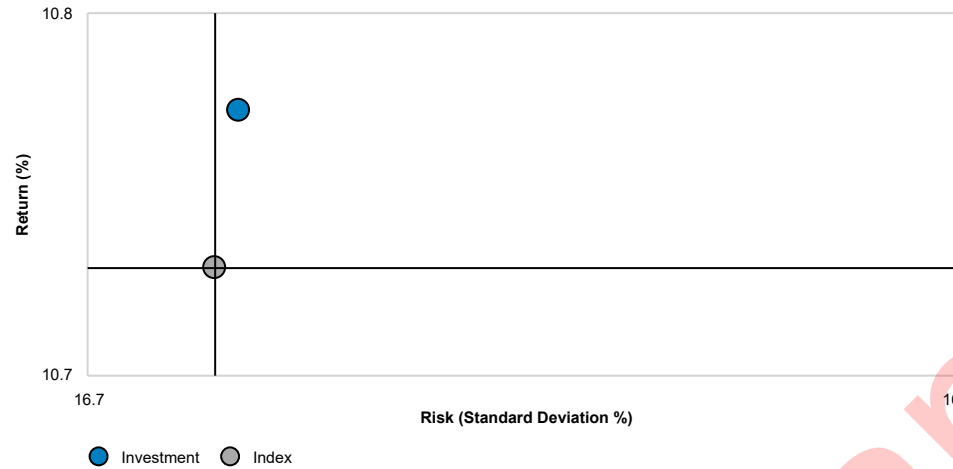 10.8
Return (%)
10.7
16.7
Risk (Standard Deviation %)
Investment
Index